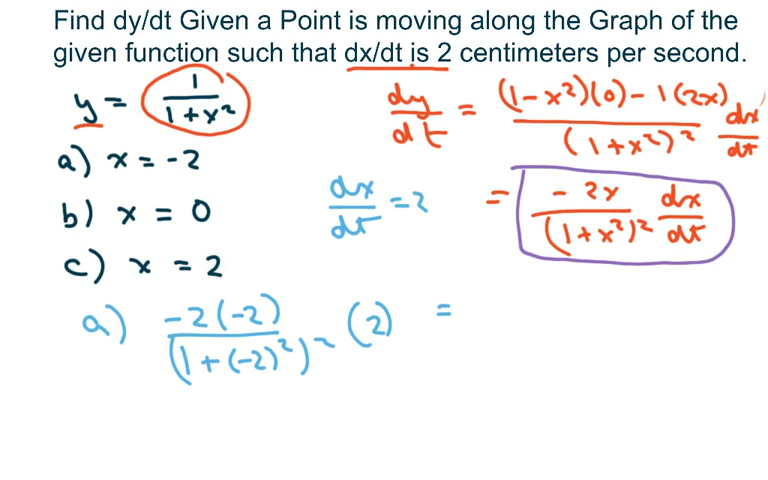 Find dy/dt Given a Point is moving along the Graph of the
given function such that dx/dt is 2 centimeters per second.
y = 1/(1+x²)
dy/dt = ((1-x²)(0) - 1(2x))/(1+x²)² dx/dt
a) x = -2
dx/dt = 2
= -2x/(1+x²)² dx/dt
b) x = 0
c) x = 2
a) -2(-2)/(1+(-2)²)² (2) =